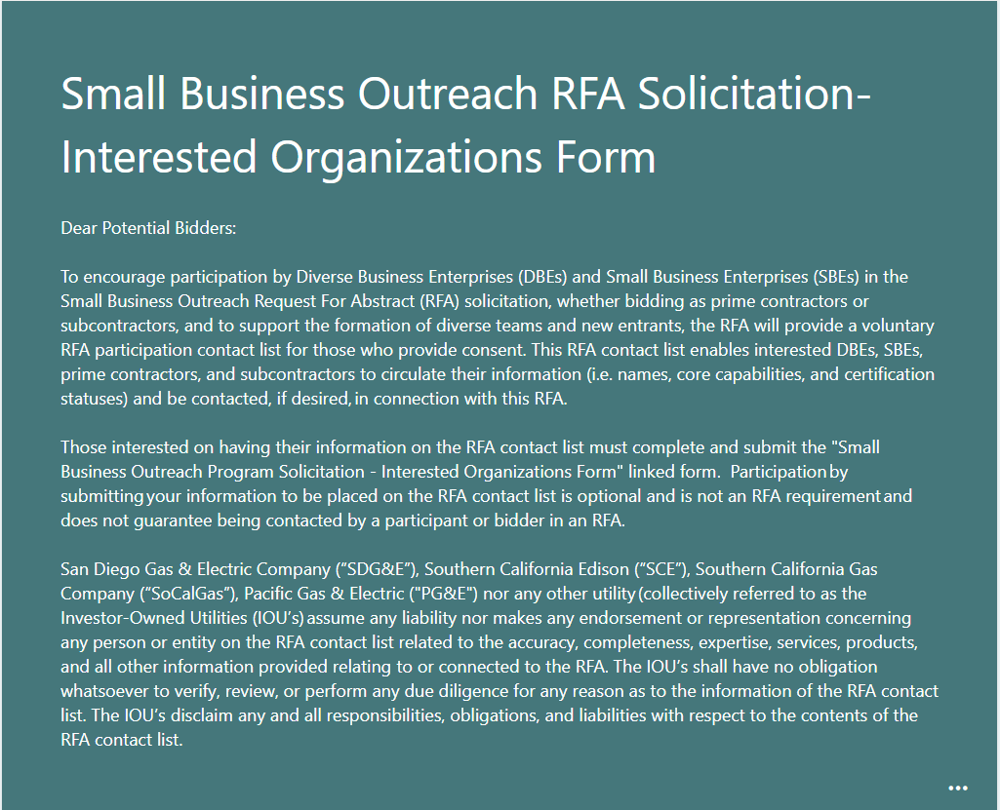 Small Business Outreach RFA Solicitation-
Interested Organizations Form
Dear Potential Bidders:
To encourage participation by Diverse Business Enterprises (DBEs) and Small Business Enterprises (SBEs) in the
Small Business Outreach Request For Abstract (RFA) solicitation, whether bidding as prime contractors or
subcontractors, and to support the formation of diverse teams and new entrants, the RFA will provide a voluntary
RFA participation contact list for those who provide consent. This RFA contact list enables interested DBEs, SBEs,
prime contractors, and subcontractors to circulate their information (i.e. names, core capabilities, and certification
statuses) and be contacted, if desired, in connection with this RFA.
Those interested on having their information on the RFA contact list must complete and submit the "Small
Business Outreach Program Solicitation - Interested Organizations Form" linked form.  Participation by
submitting your information to be placed on the RFA contact list is optional and is not an RFA requirement and
does not guarantee being contacted by a participant or bidder in an RFA.
San Diego Gas & Electric Company (“SDG&E”), Southern California Edison (“SCE”), Southern California Gas
Company (“SoCalGas”), Pacific Gas & Electric ("PG&E") nor any other utility (collectively referred to as the
Investor-Owned Utilities (IOU’s) assume any liability nor makes any endorsement or representation concerning
any person or entity on the RFA contact list related to the accuracy, completeness, expertise, services, products,
and all other information provided relating to or connected to the RFA. The IOU’s shall have no obligation
whatsoever to verify, review, or perform any due diligence for any reason as to the information of the RFA contact
list. The IOU’s disclaim any and all responsibilities, obligations, and liabilities with respect to the contents of the
RFA contact list.